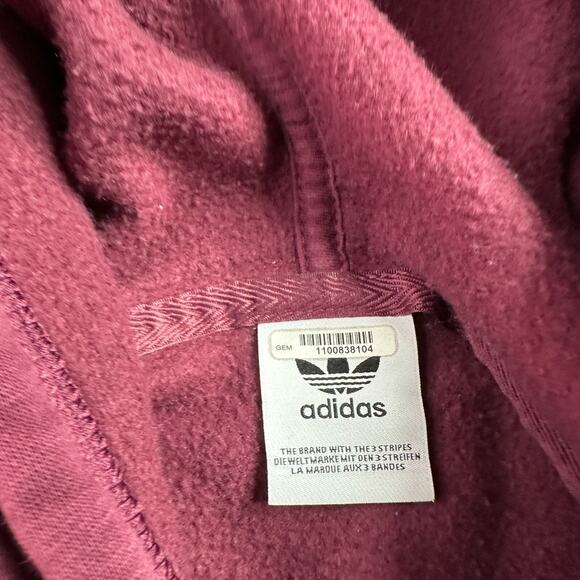 GEM
1100838104
adidas
THE BRAND WITH THE 3 STRIPES
DIE WELTMARKE MIT DEN 3 STREIFEN
LA MARQUE AUX 3 BANDES